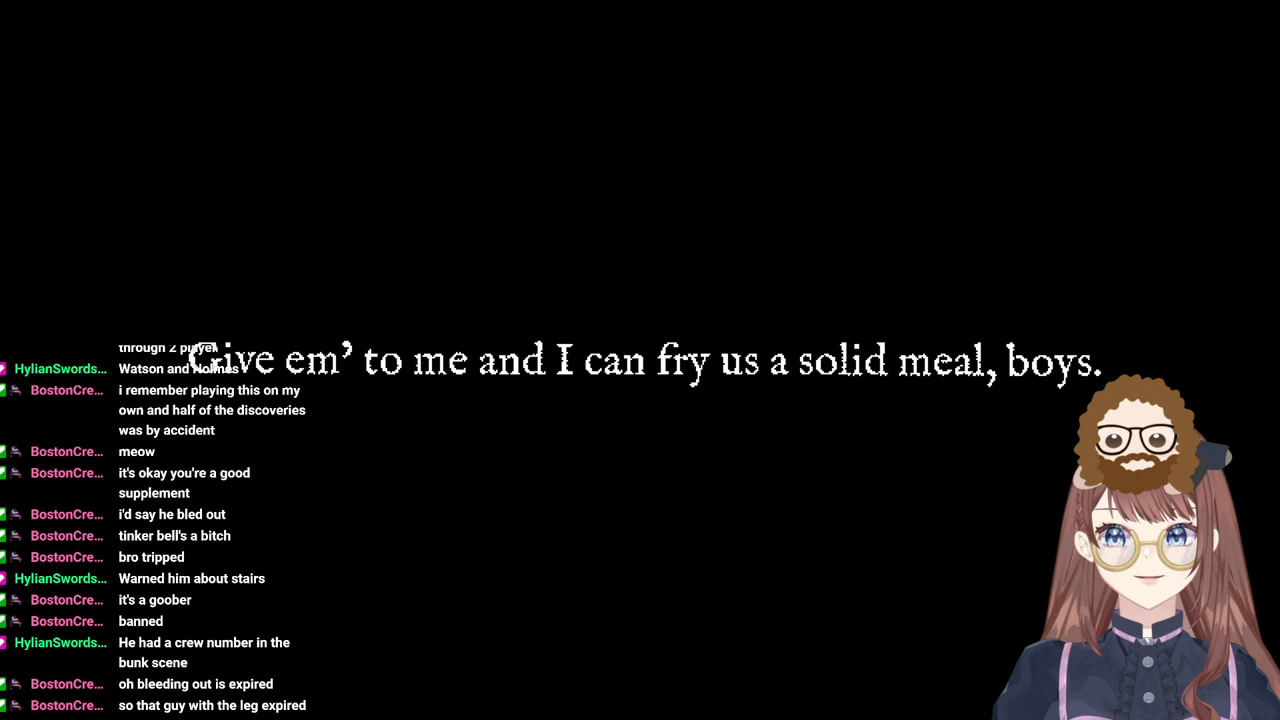 through 2 player
Give em’ to me and I can fry us a solid meal, boys.
HylianSwords... Watson and Holmes
BostonCre... i remember playing this on my
own and half of the discoveries
was by accident
BostonCre... meow
BostonCre... it's okay you're a good
supplement
BostonCre... i'd say he bled out
BostonCre... tinker bell's a bitch
BostonCre... bro tripped
HylianSwords... Warned him about stairs
BostonCre... it's a goober
BostonCre... banned
HylianSwords... He had a crew number in the
bunk scene
BostonCre... oh bleeding out is expired
BostonCre... so that guy with the leg expired